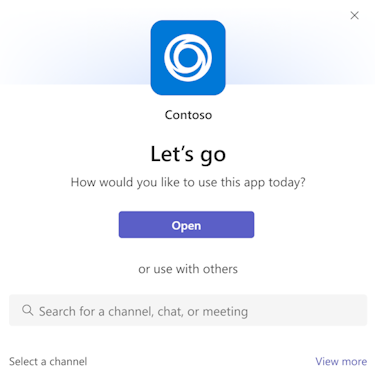 Contoso
Let's go
How would you like to use this app today?
Open
or use with others
Search for a channel, chat, or meeting
Select a channel
View more